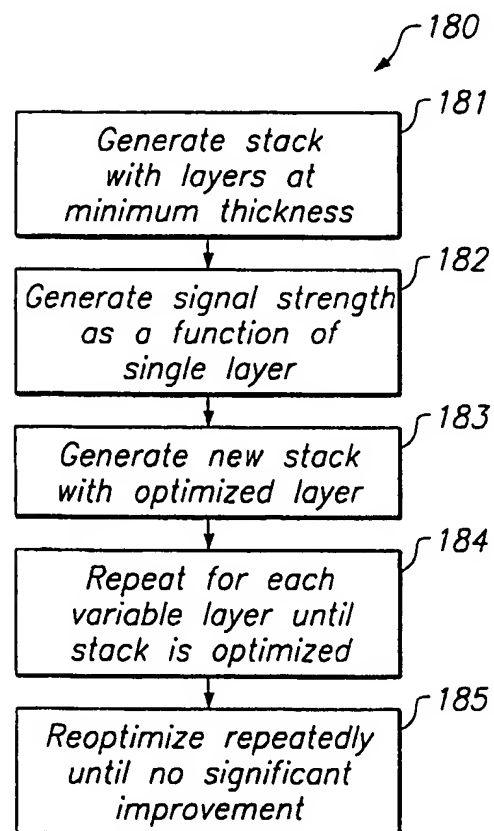 180
181
Generate stack
with layers at
minimum thickness
182
Generate signal strength
as a function of
single layer
183
Generate new stack
with optimized layer
184
Repeat for each
variable layer until
stack is optimized
185
Reoptimize repeatedly
until no significant
improvement